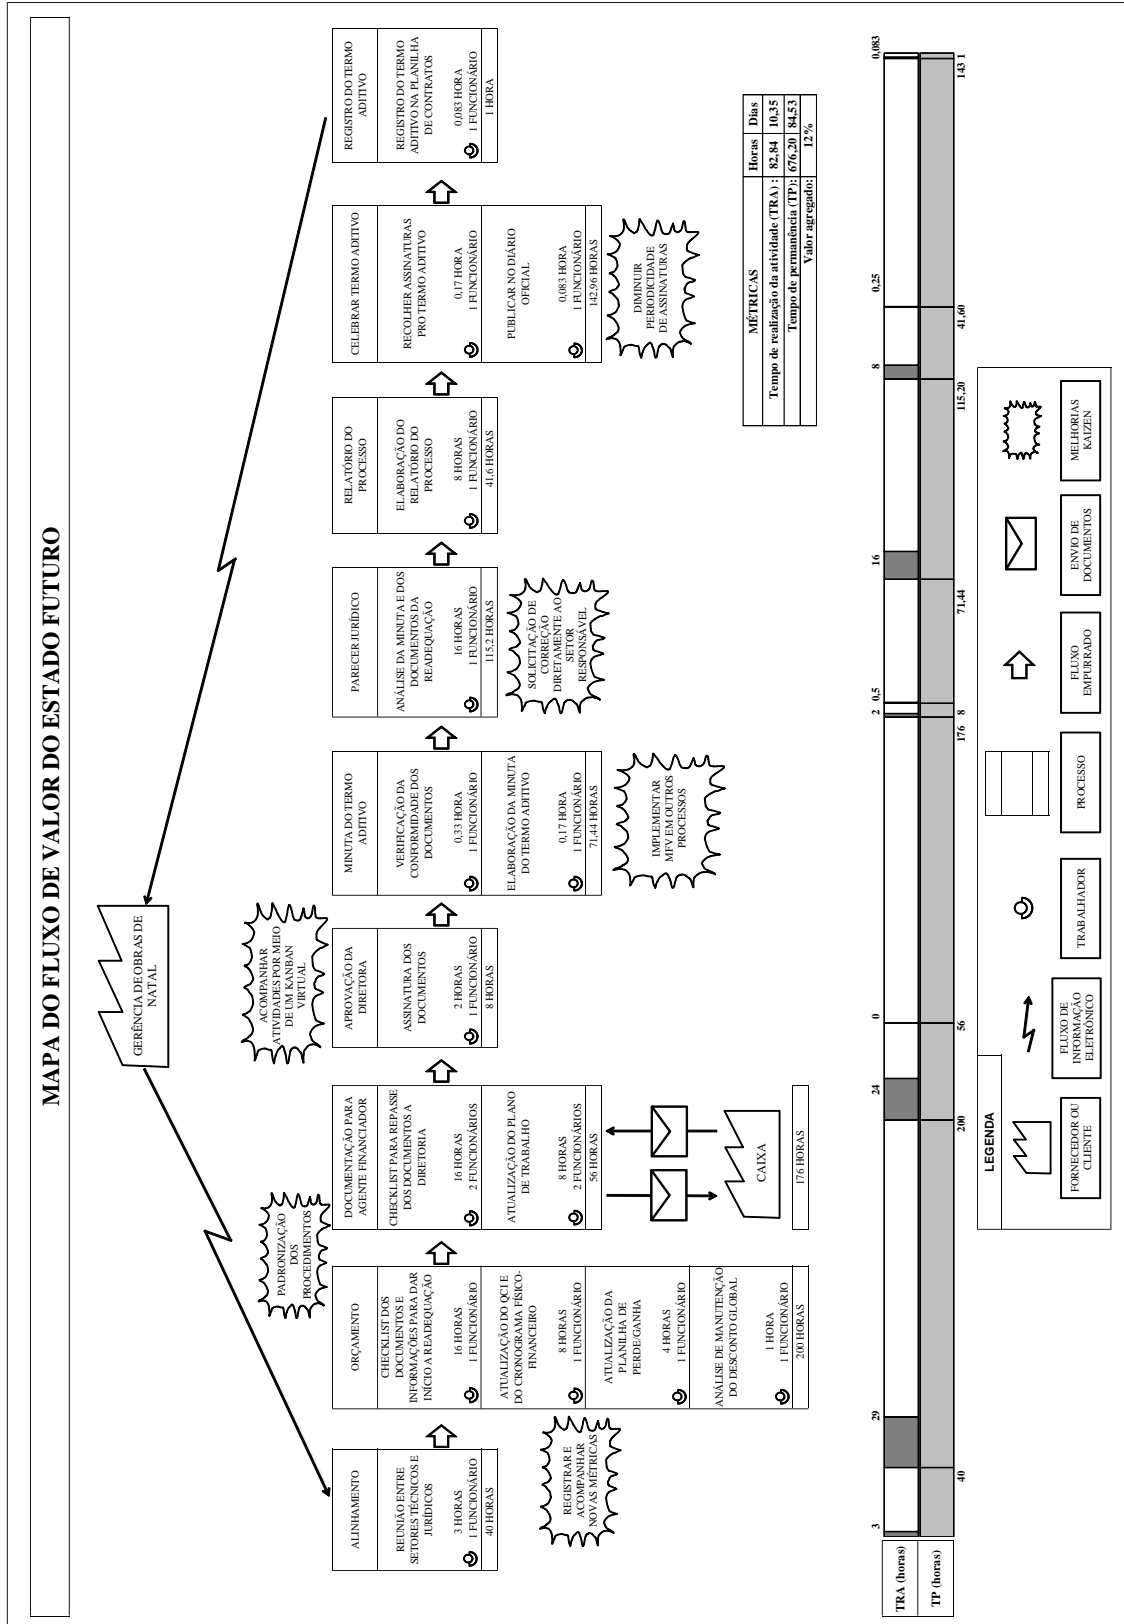 MAPA DO FLUXO DE VALOR DO ESTADO FUTURO
GERÊNCIA DE OBRAS DE
NATAL
PADRONIZAÇÃO
DOS
PROCEDIMENTOS
ACOMPANHAR
ATIVIDADES POR MEIO
DE UM KANBAN
VIRTUAL
ALINHAMENTO
REUNIÃO ENTRE
SETORES TÉCNICOS E
JURÍDICOS
3 HORAS
1 FUNCIONÁRIO
40 HORAS
REGISTRAR E
ACOMPANHAR
NOVAS MÉTRICAS
ORÇAMENTO
CHECKLIST DOS
DOCUMENTOS E
INFORMAÇÕES PARA DAR
INÍCIO A READEQUAÇÃO
16 HORAS
1 FUNCIONÁRIO
ATUALIZAÇÃO DO QCI E
DO CRONOGRAMA FÍSICO-
FINANCEIRO
8 HORAS
1 FUNCIONÁRIO
ATUALIZAÇÃO DA
PLANILHA DE
PERDE/GANHA
4 HORAS
1 FUNCIONÁRIO
ANÁLISE DE MANUTENÇÃO
DO DESCONTO GLOBAL
1 HORA
1 FUNCIONÁRIO
200 HORAS
DOCUMENTAÇÃO PARA
AGENTE FINANCIADOR
CHECKLIST PARA REPASSE
DOS DOCUMENTOS A
DIRETORIA
16 HORAS
2 FUNCIONÁRIOS
ATUALIZAÇÃO DO PLANO
DE TRABALHO
8 HORAS
2 FUNCIONÁRIOS
56 HORAS
CAIXA
176 HORAS
APROVAÇÃO DA
DIRETORA
ASSINATURA DOS
DOCUMENTOS
2 HORAS
1 FUNCIONÁRIO
8 HORAS
MINUTA DO TERMO
ADITIVO
VERIFICAÇÃO DA
CONFORMIDADE DOS
DOCUMENTOS
0,33 HORA
1 FUNCIONÁRIO
ELABORAÇÃO DA MINUTA
DO TERMO ADITIVO
0,17 HORA
1 FUNCIONÁRIO
71,44 HORAS
IMPLEMENTAR
MFV EM OUTROS
PROCESSOS
PARECER JURÍDICO
ANÁLISE DA MINUTA E DOS
DOCUMENTOS DA
READEQUAÇÃO
16 HORAS
1 FUNCIONÁRIO
115,2 HORAS
SOLICITAÇÃO DE
CORREÇÃO
DIRETAMENTE AO
SETOR
RESPONSÁVEL
RELATÓRIO DO
PROCESSO
ELABORAÇÃO DO
RELATÓRIO DO
PROCESSO
8 HORAS
1 FUNCIONÁRIO
41,6 HORAS
CELEBRAR TERMO ADITIVO
RECOLHER ASSINATURAS
PRO TERMO ADITIVO
0,17 HORA
1 FUNCIONÁRIO
PUBLICAR NO DIÁRIO
OFICIAL
0,083 HORA
1 FUNCIONÁRIO
142,96 HORAS
DIMINUIR
PERIODICIDADE
DE ASSINATURAS
REGISTRO DO TERMO
ADITIVO
REGISTRO DO TERMO
ADITIVO NA PLANILHA
DE CONTRATOS
0,083 HORA
1 FUNCIONÁRIO
1 HORA
MÉTRICAS Horas Dias
Tempo de realização da atividade (TRA) : 82,84 10,35
Tempo de permanência (TP): 676,20 84,53
Valor agregado: 12%
3 29 24 0 2 0,5 16 8 0,25 0,083
TRA (horas)
TP (horas)
40 200 56 176 8 71,44 115,20 41,60 143 1
LEGENDA
FORNECEDOR OU
CLIENTE
FLUXO DE
INFORMAÇÃO
ELETRÔNICO
TRABALHADOR
PROCESSO
FLUXO
EMPURRADO
ENVIO DE
DOCUMENTOS
MELHORIAS
KAIZEN